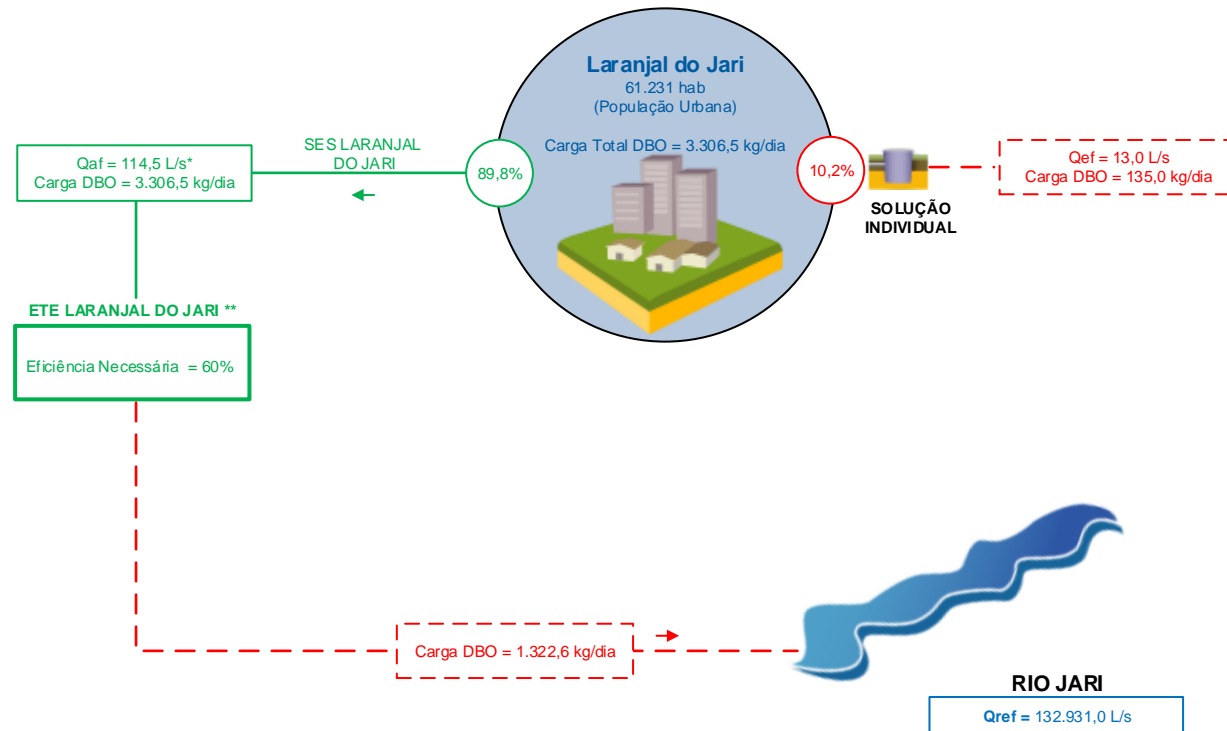 Laranjal do Jari
61.231 hab
(População Urbana)
Carga Total DBO = 3.306,5 kg/dia
SES LARANJAL
DO JARI
89,8%
Qaf = 114,5 L/s*
Carga DBO = 3.306,5 kg/dia
10,2%
SOLUÇÃO
INDIVIDUAL
Qef = 13,0 L/s
Carga DBO = 135,0 kg/dia
ETE LARANJAL DO JARI **
Eficiência Necessária = 60%
Carga DBO = 1.322,6 kg/dia
RIO JARI
Qref = 132.931,0 L/s